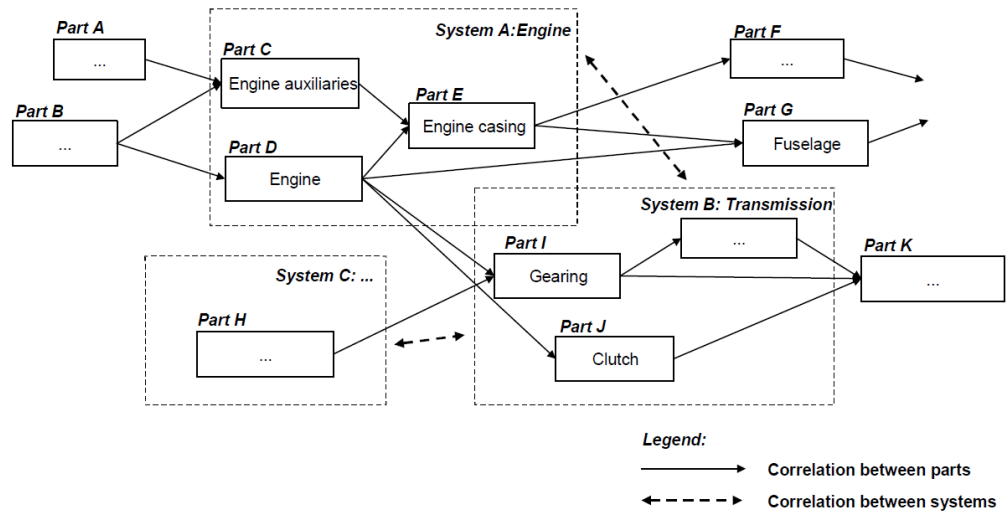 Part A
...
Part B
...
System A:Engine
Part C
Engine auxiliaries
Part D
Engine
Part E
Engine casing
Part F
...
Part G
Fuselage
System B: Transmission
...
Part I
Gearing
Part J
Clutch
Part K
...
System C: ...
Part H
...
Legend:
Correlation between parts
Correlation between systems